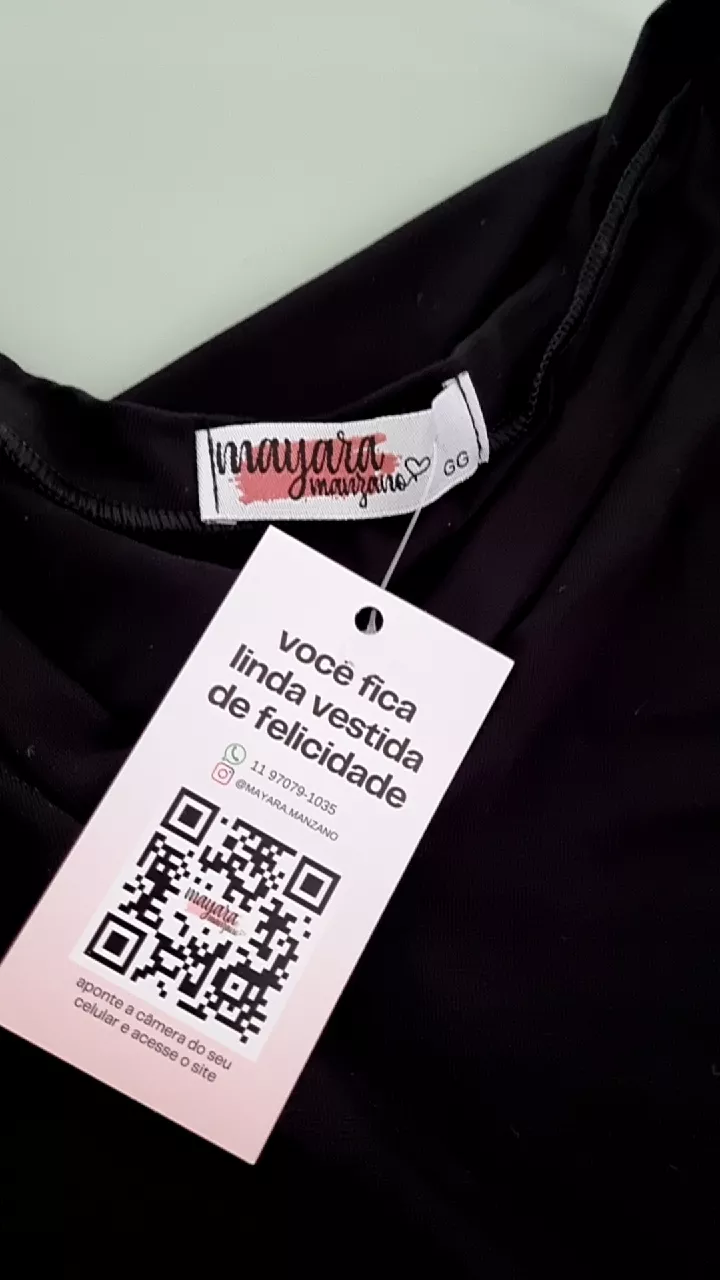 mayara
manzano
GG
você fica
linda vestida
de felicidade
11 97079-1035
@MAYARA.MANZANO
mayara
manzano
aponte a câmera do seu
celular e acesse o site